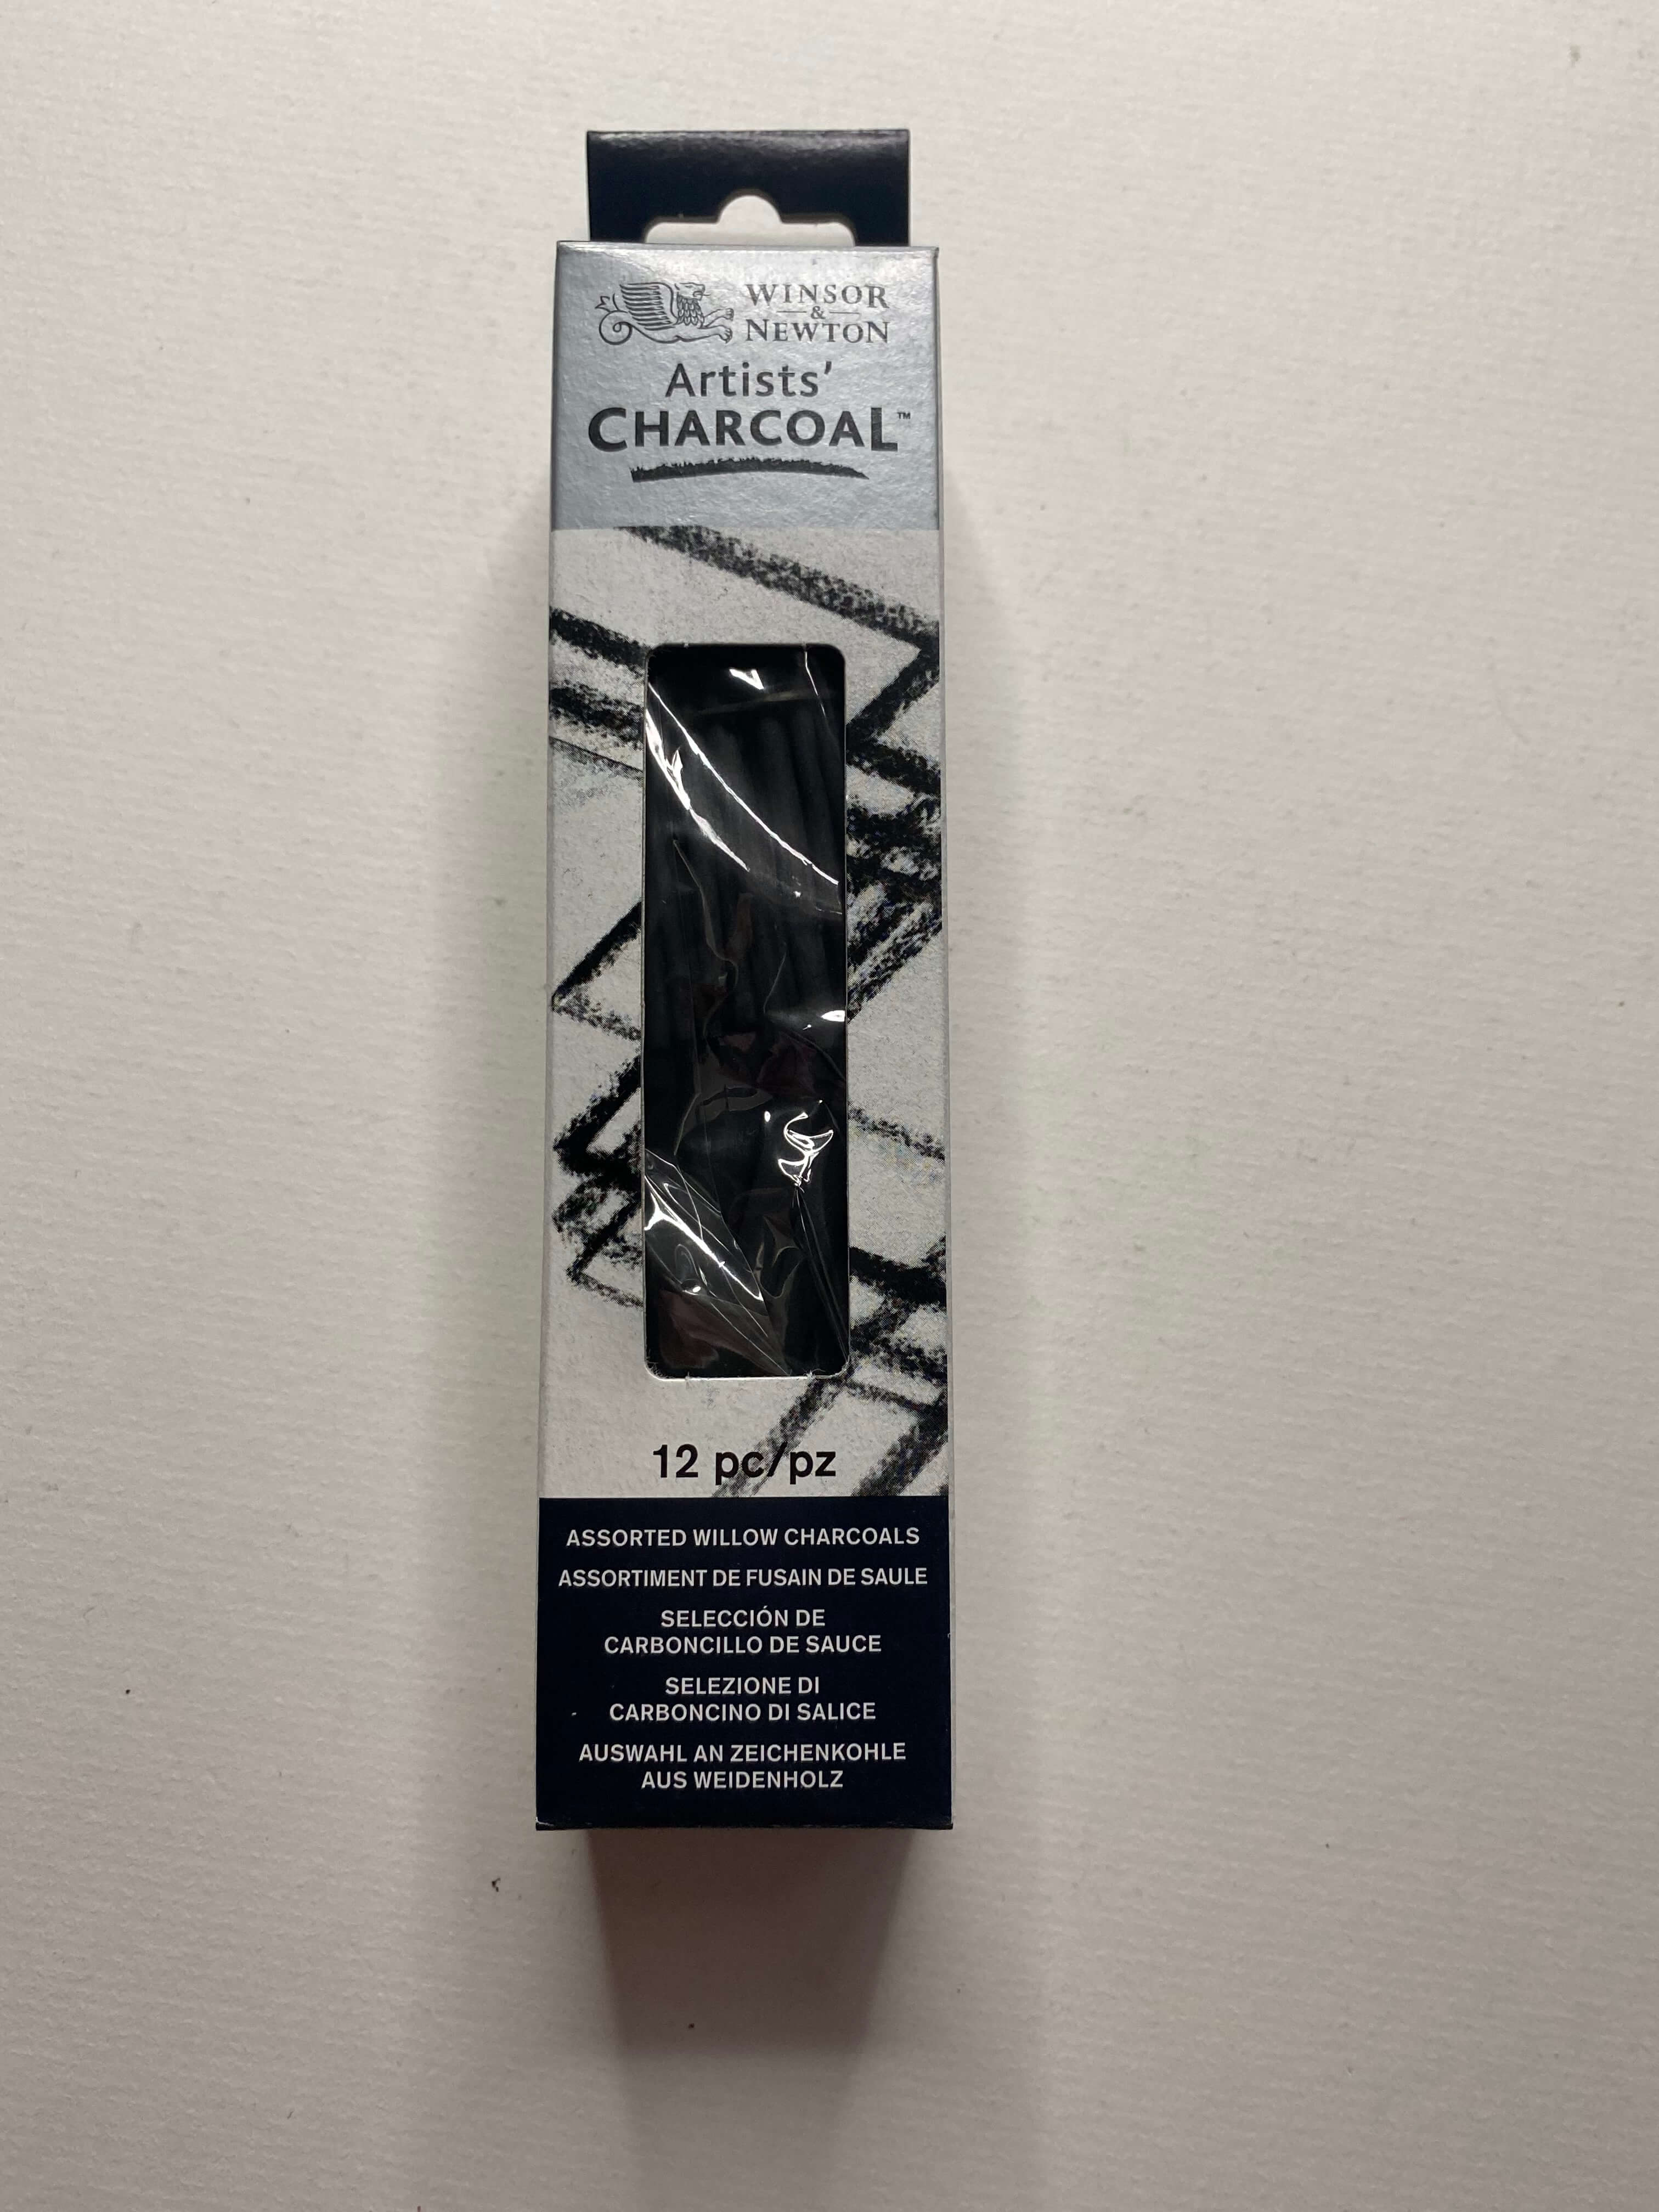 WINSOR
&
NEWTON
Artists'
CHARCOAL™
12 pc/pz
ASSORTED WILLOW CHARCOALS
ASSORTIMENT DE FUSAIN DE SAULE
SELECCIÓN DE
CARBONCILLO DE SAUCE
SELEZIONE DI
CARBONCINO DI SALICE
AUSWAHL AN ZEICHENKOHLE
AUS WEIDENHOLZ